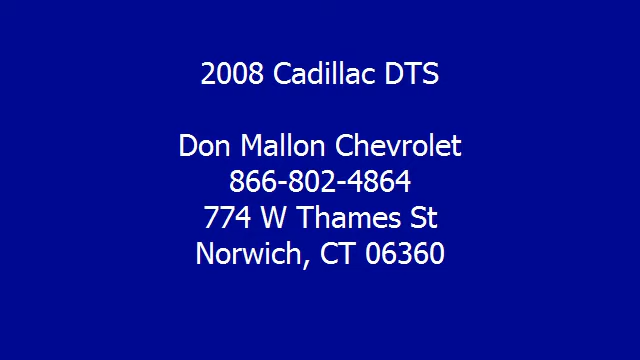 2008 Cadillac DTS
Don Mallon Chevrolet
866-802-4864
774 W Thames St
Norwich, CT 06360